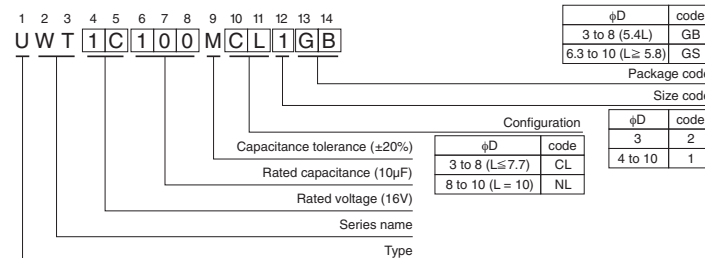 1 2 3 4 5 6 7 8 9 10 11 12 13 14
U W T 1 C 1 0 0 M C L 1 G B
ϕD code
3 to 8 (5.4L) GB
6.3 to 10 (L≧ 5.8) GS
Package code
Size code
ϕD code
3 2
4 to 10 1
Configuration
ϕD code
3 to 8 (L≦7.7) CL
8 to 10 (L = 10) NL
Capacitance tolerance (±20%)
Rated capacitance (10µF)
Rated voltage (16V)
Series name
Type